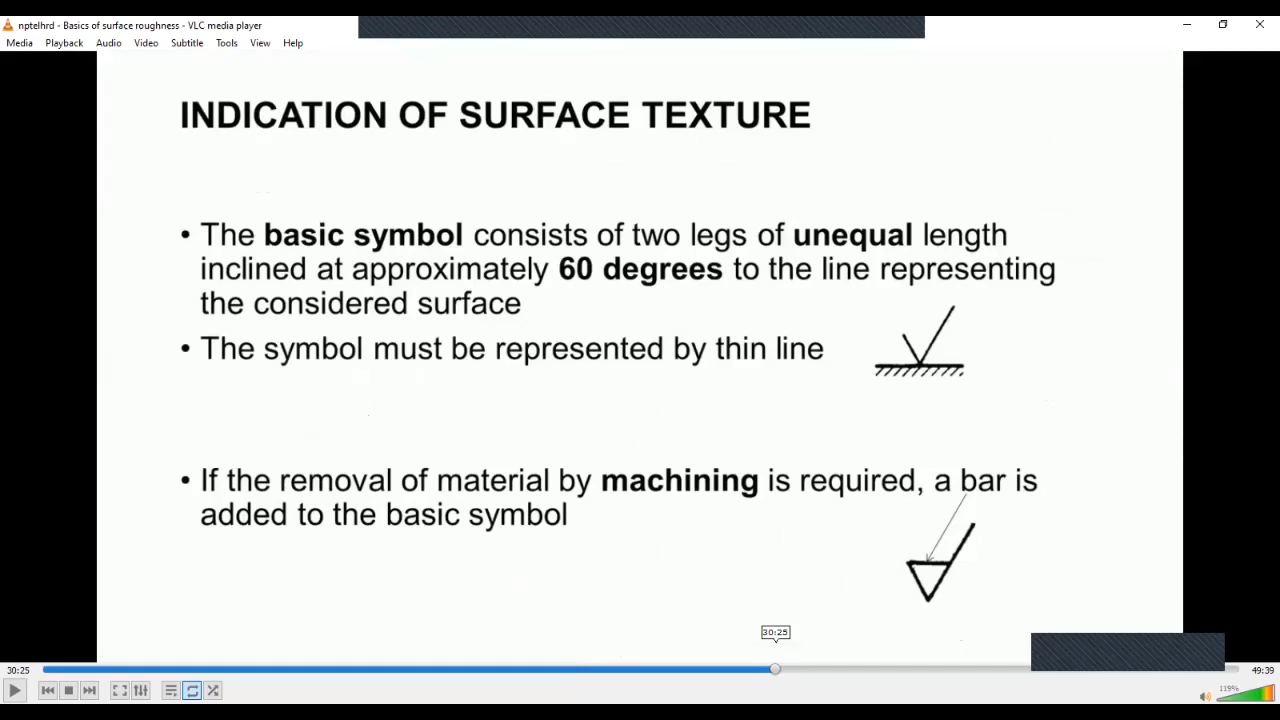 nptelhrd - Basics of surface roughness - VLC media player
Media Playback Audio Video Subtitle Tools View Help
INDICATION OF SURFACE TEXTURE
• The basic symbol consists of two legs of unequal length
inclined at approximately 60 degrees to the line representing
the considered surface
• The symbol must be represented by thin line
• If the removal of material by machining is required, a bar is
added to the basic symbol
30:25
30:25
49:39
119%